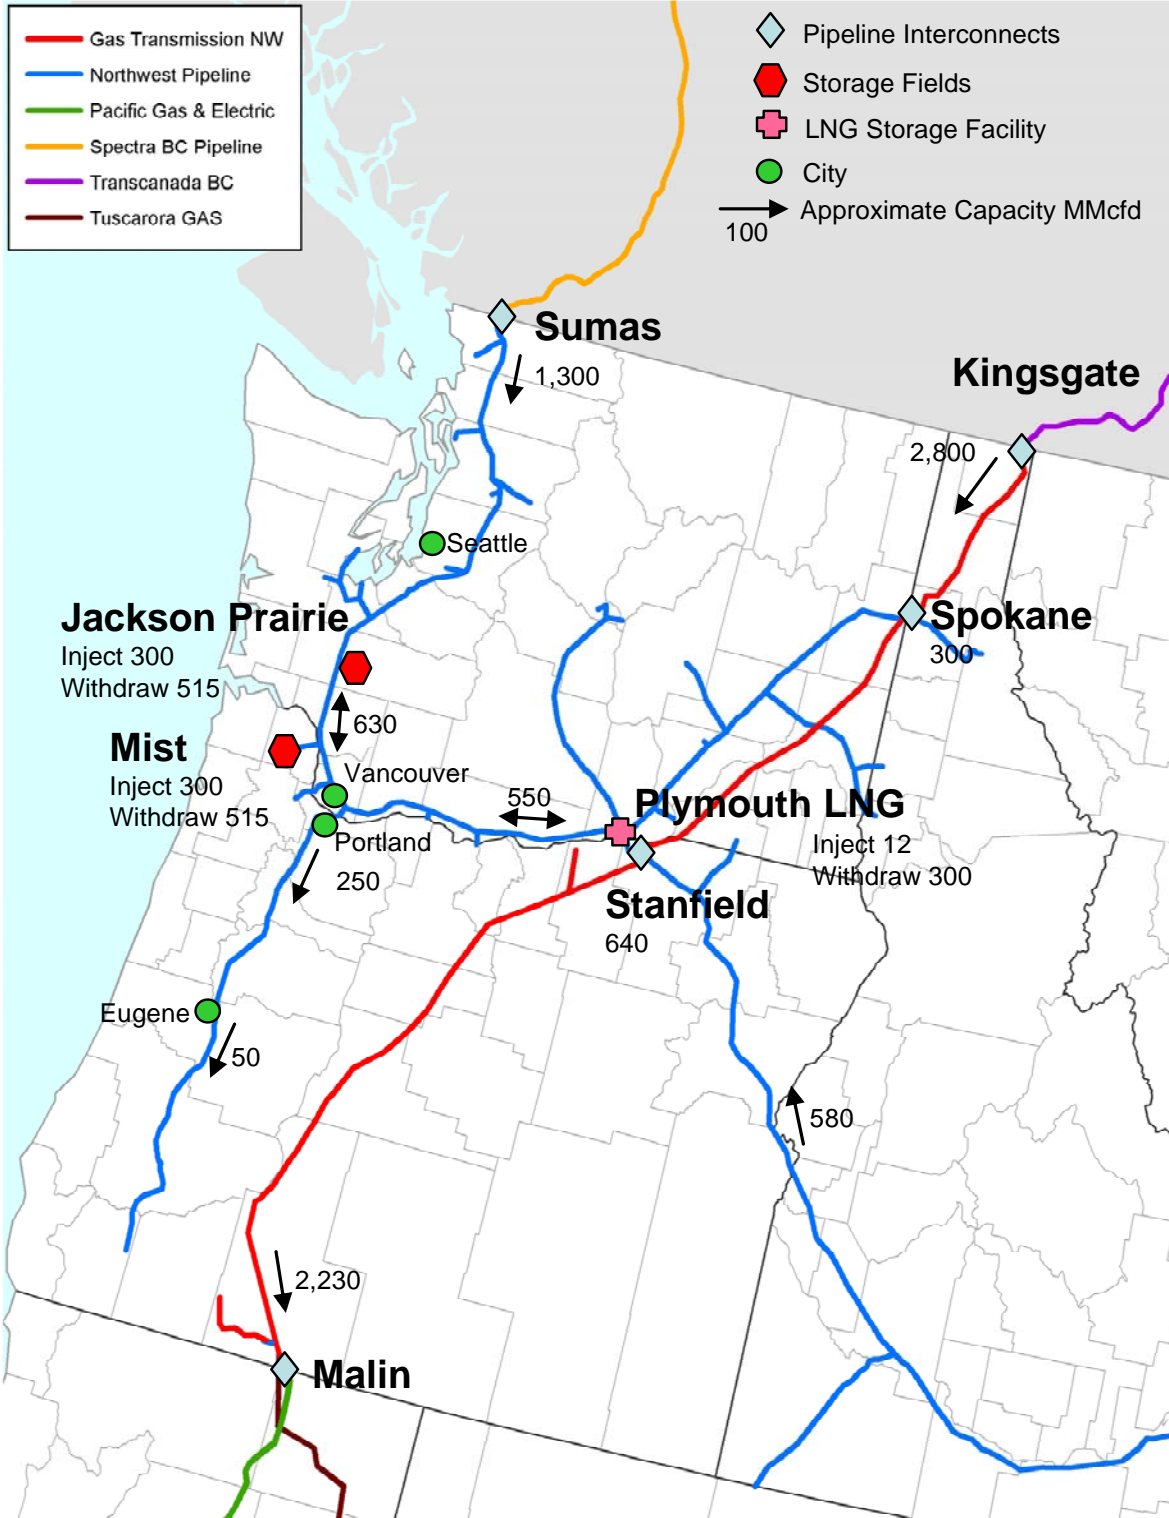 Gas Transmission NW
Northwest Pipeline
Pacific Gas & Electric
Spectra BC Pipeline
Transcanada BC
Tuscarora GAS
Pipeline Interconnects
Storage Fields
LNG Storage Facility
City
Approximate Capacity MMcfd
100
Sumas
1,300
Kingsgate
2,800
Seattle
Jackson Prairie
Inject 300
Withdraw 515
Spokane
300
630
Mist
Inject 300
Withdraw 515
Vancouver
550
Plymouth LNG
Inject 12
Withdraw 300
Portland
250
Stanfield
640
Eugene
50
580
2,230
Malin